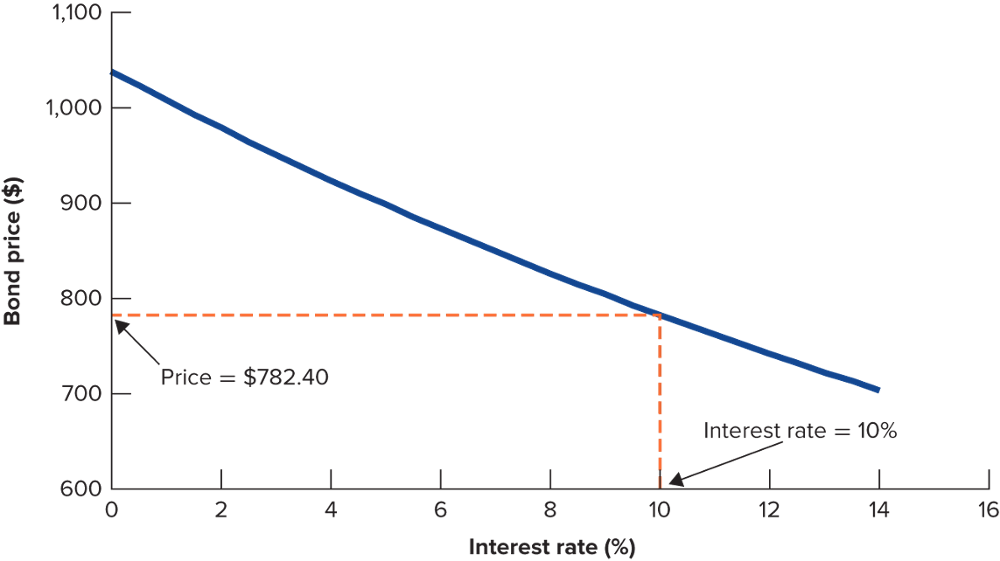 1,100
1,000
900
800
700
600
Bond price ($)
Price = $782.40
Interest rate = 10%
0 2 4 6 8 10 12 14 16
Interest rate (%)